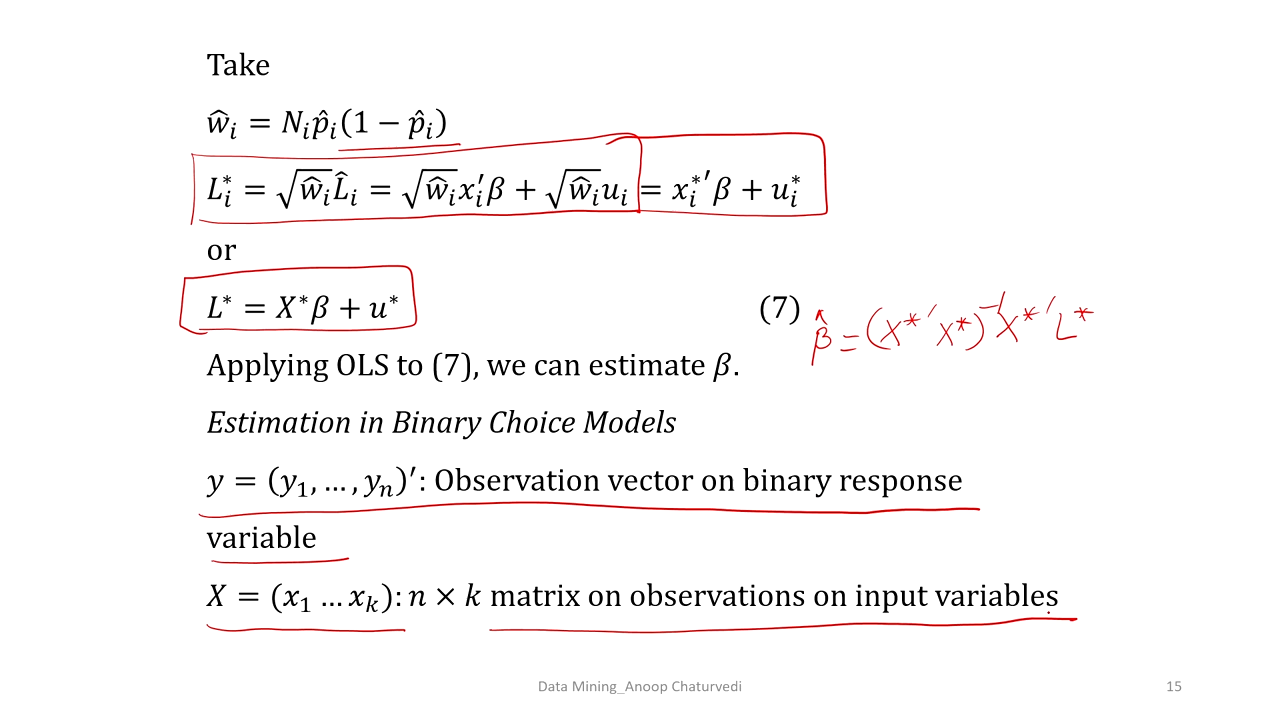 Take
ŵᵢ = Nᵢp̂ᵢ(1 − p̂ᵢ)
Lᵢ* = √ŵᵢ L̂ᵢ = √ŵᵢ xᵢ′β + √ŵᵢ uᵢ = xᵢ*′β + uᵢ*
or
L* = X*β + u* (7)
β̂ = (X*′X*)⁻¹X*′L*
Applying OLS to (7), we can estimate β.
Estimation in Binary Choice Models
y = (y₁, … , yₙ)′: Observation vector on binary response
variable
X = (x₁ … xₖ): n × k matrix on observations on input variables
Data Mining_Anoop Chaturvedi 15